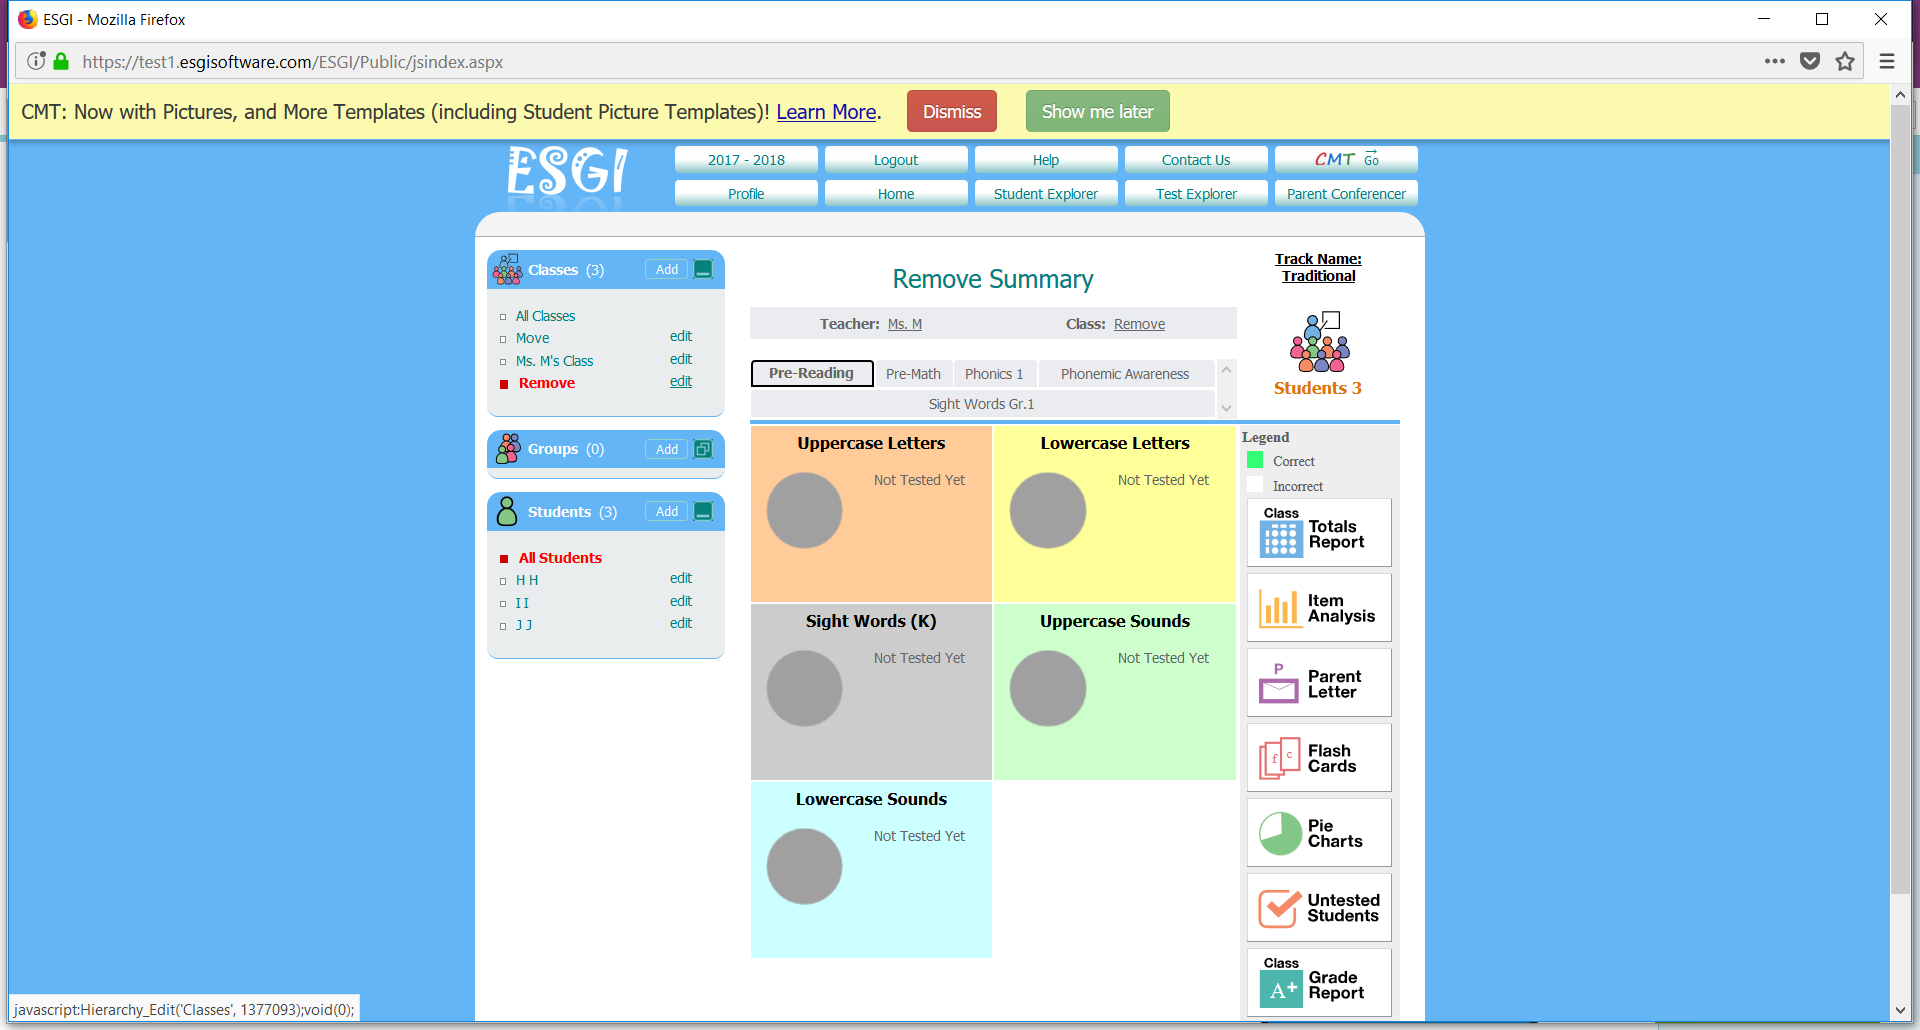 ESGI - Mozilla Firefox
https://test1.esgisoftware.com/ESGI/Public/jsindex.aspx
CMT: Now with Pictures, and More Templates (including Student Picture Templates)! Learn More. Dismiss Show me later
ESGI
2017 - 2018 Logout Help Contact Us CMT Go
Profile Home Student Explorer Test Explorer Parent Conferencer
Classes (3) Add
All Classes
Move edit
Ms. M's Class edit
Remove edit
Groups (0) Add
Students (3) Add
All Students
H H edit
I I edit
J J edit
Remove Summary
Teacher: Ms. M Class: Remove
Pre-Reading Pre-Math Phonics 1 Phonemic Awareness
Sight Words Gr.1
Track Name:
Traditional
Students 3
Uppercase Letters
Not Tested Yet
Lowercase Letters
Not Tested Yet
Sight Words (K)
Not Tested Yet
Uppercase Sounds
Not Tested Yet
Lowercase Sounds
Not Tested Yet
Legend
Correct
Incorrect
Class
Totals
Report
Item
Analysis
P
Parent
Letter
f c
Flash
Cards
Pie
Charts
Untested
Students
Class
A+
Grade
Report
javascript:Hierarchy_Edit('Classes', 1377093);void(0);